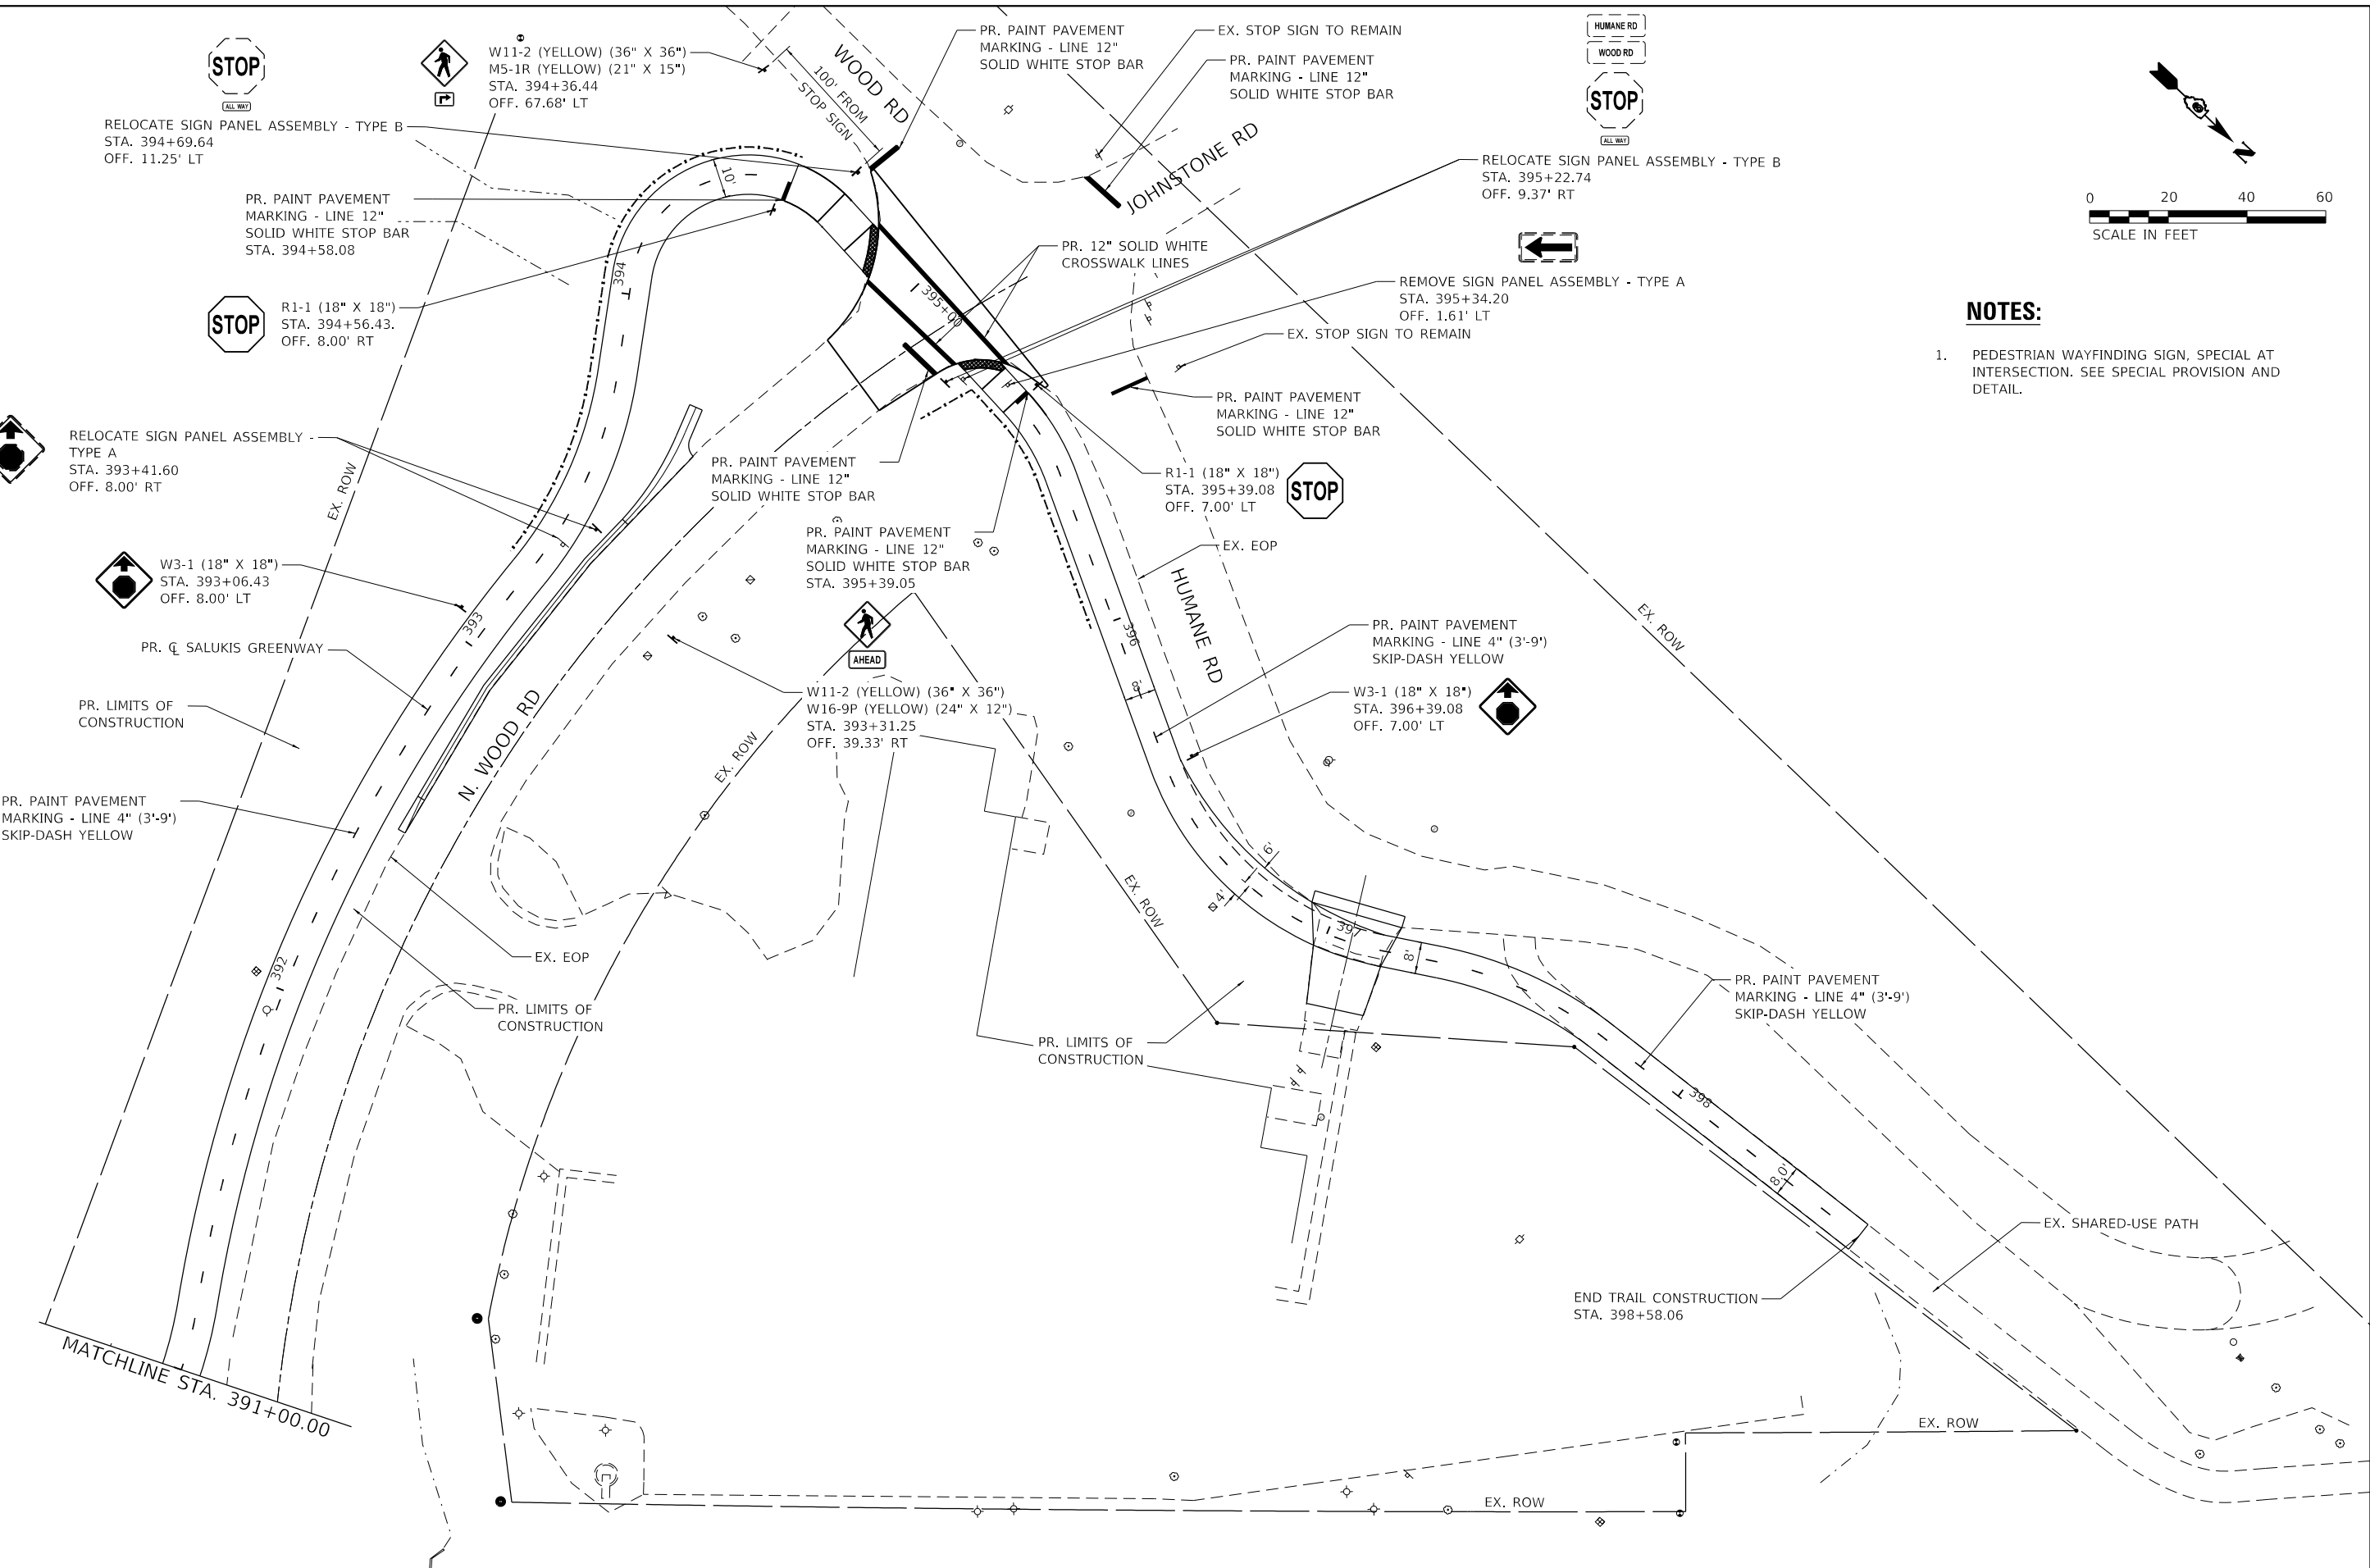 STOP
ALL WAY
W11-2 (YELLOW) (36" X 36")
M5-1R (YELLOW) (21" X 15")
STA. 394+36.44
OFF. 67.68' LT
100' FROM
STOP SIGN
WOOD RD
PR. PAINT PAVEMENT
MARKING - LINE 12"
SOLID WHITE STOP BAR
EX. STOP SIGN TO REMAIN
PR. PAINT PAVEMENT
MARKING - LINE 12"
SOLID WHITE STOP BAR
HUMANE RD
WOOD RD
STOP
ALL WAY
N
0 20 40 60
SCALE IN FEET
RELOCATE SIGN PANEL ASSEMBLY - TYPE B
STA. 394+69.64
OFF. 11.25' LT
JOHNSTONE RD
RELOCATE SIGN PANEL ASSEMBLY - TYPE B
STA. 395+22.74
OFF. 9.37' RT
10'
PR. PAINT PAVEMENT
MARKING - LINE 12"
SOLID WHITE STOP BAR
STA. 394+58.08
PR. 12" SOLID WHITE
CROSSWALK LINES
REMOVE SIGN PANEL ASSEMBLY - TYPE A
STA. 395+34.20
OFF. 1.61' LT
394
395+00
STOP
R1-1 (18" X 18")
STA. 394+56.43.
OFF. 8.00' RT
EX. STOP SIGN TO REMAIN
NOTES:
1. PEDESTRIAN WAYFINDING SIGN, SPECIAL AT
INTERSECTION. SEE SPECIAL PROVISION AND
DETAIL.
PR. PAINT PAVEMENT
MARKING - LINE 12"
SOLID WHITE STOP BAR
RELOCATE SIGN PANEL ASSEMBLY -
TYPE A
STA. 393+41.60
OFF. 8.00' RT
EX. ROW
PR. PAINT PAVEMENT
MARKING - LINE 12"
SOLID WHITE STOP BAR
R1-1 (18" X 18")
STA. 395+39.08
OFF. 7.00' LT
STOP
PR. PAINT PAVEMENT
MARKING - LINE 12"
SOLID WHITE STOP BAR
STA. 395+39.05
EX. EOP
W3-1 (18" X 18")
STA. 393+06.43
OFF. 8.00' LT
393
HUMANE RD
396
EX. ROW
PR. PAINT PAVEMENT
MARKING - LINE 4" (3'-9')
SKIP-DASH YELLOW
PR. ℄ SALUKIS GREENWAY
AHEAD
W11-2 (YELLOW) (36" X 36")
W16-9P (YELLOW) (24" X 12")
STA. 393+31.25
OFF. 39.33' RT
8'
W3-1 (18" X 18")
STA. 396+39.08
OFF. 7.00' LT
PR. LIMITS OF
CONSTRUCTION
N. WOOD RD
EX. ROW
PR. PAINT PAVEMENT
MARKING - LINE 4" (3'-9')
SKIP-DASH YELLOW
6'
4'
EX. ROW
397
8'
EX. EOP
392
PR. LIMITS OF
CONSTRUCTION
PR. LIMITS OF
CONSTRUCTION
PR. PAINT PAVEMENT
MARKING - LINE 4" (3'-9')
SKIP-DASH YELLOW
398
8.0'
EX. SHARED-USE PATH
END TRAIL CONSTRUCTION
STA. 398+58.06
MATCHLINE STA. 391+00.00
EX. ROW
EX. ROW